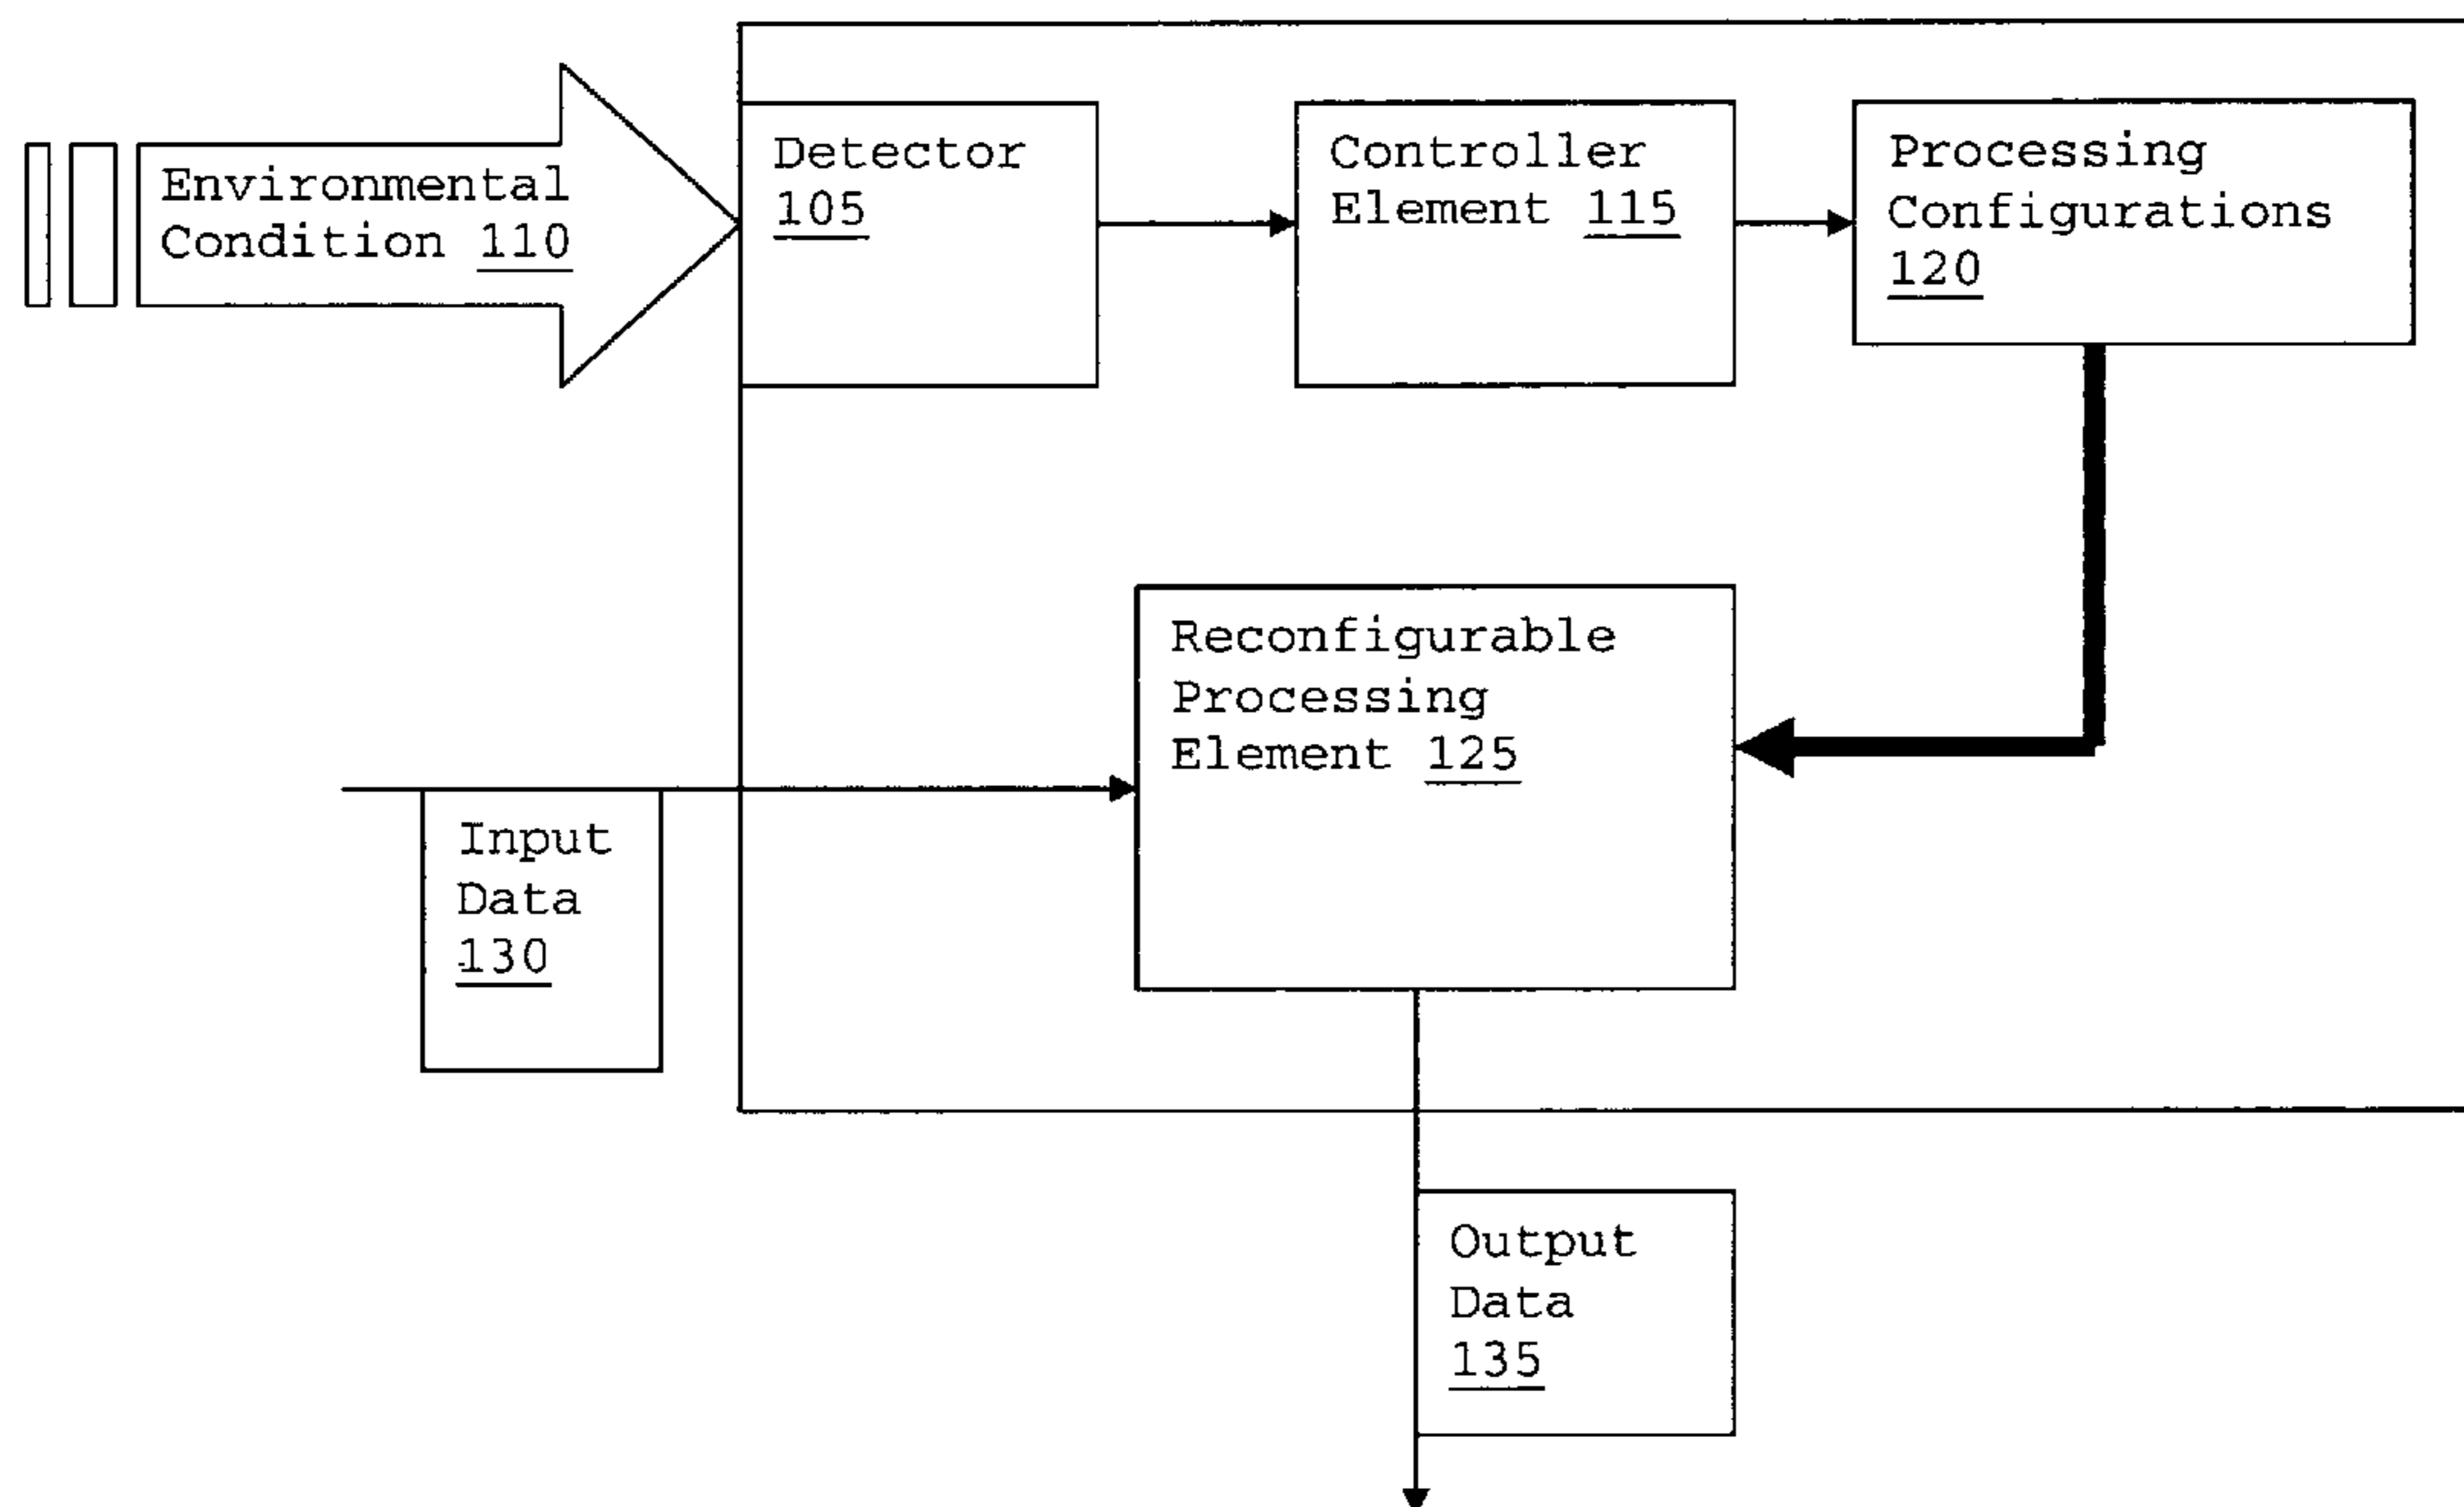 Environmental
Condition 110
Detector
105
Controller
Element 115
Processing
Configurations
120
Reconfigurable
Processing
Element 125
Input
Data
130
Output
Data
135